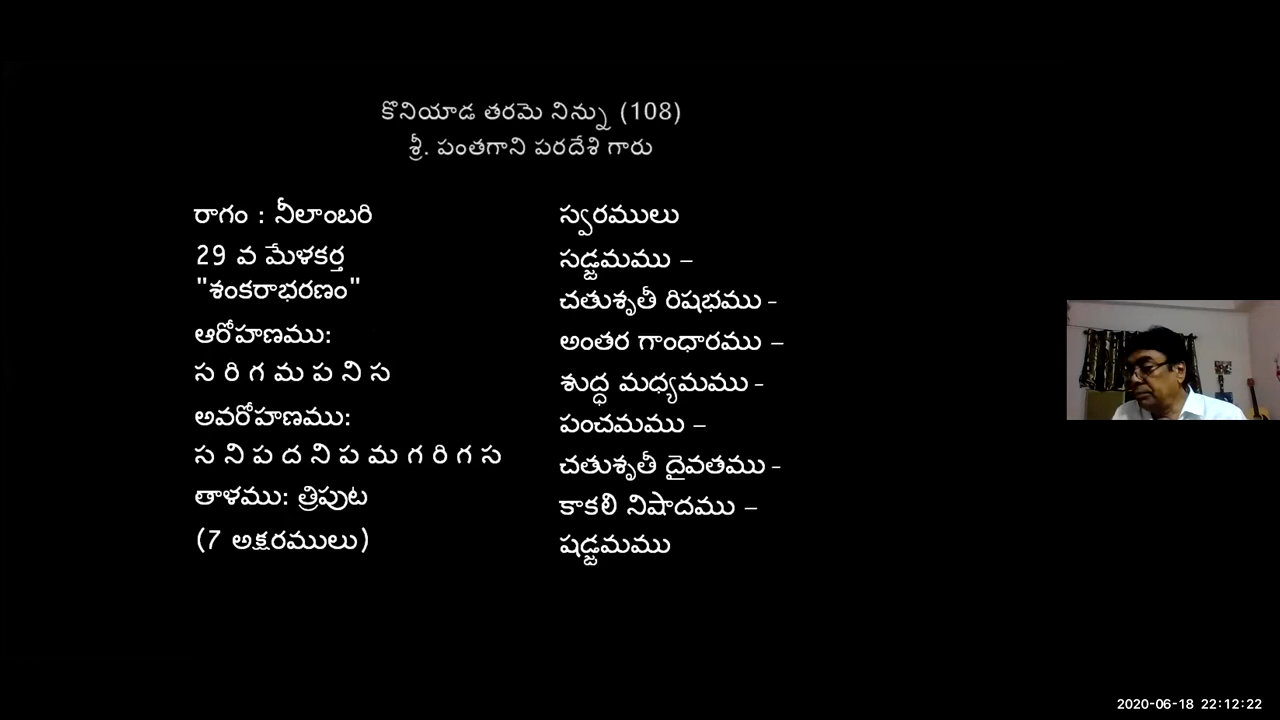 కొనియాడ తరమె నిన్ను (108)
శ్రీ. పంతగాని పరదేశి గారు
రాగం : నీలాంబరి
29 వ మేళకర్త
"శంకరాభరణం"
ఆరోహణము:
స రి గ మ ప ని స
అవరోహణము:
స ని ప ద ని ప మ గ రి గ స
తాళము: త్రిపుట
(7 అక్షరములు)
స్వరములు
సడ్జమము –
చతుశృతీ రిషభము -
అంతర గాంధారము –
శుద్ధ మధ్యమము -
పంచమము –
చతుశృతీ దైవతము -
కాకలి నిషాదము –
షడ్జమము
2020-06-18 22:12:22